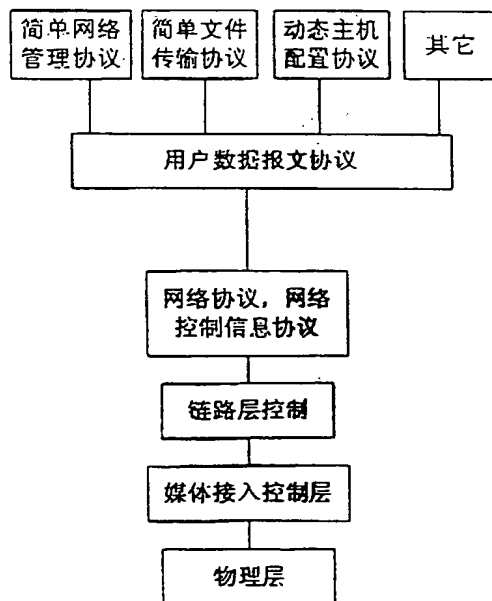 简单网络
管理协议
简单文件
传输协议
动态主机
配置协议
其它
用户数据报文协议
网络协议，网络
控制信息协议
链路层控制
媒体接入控制层
物理层